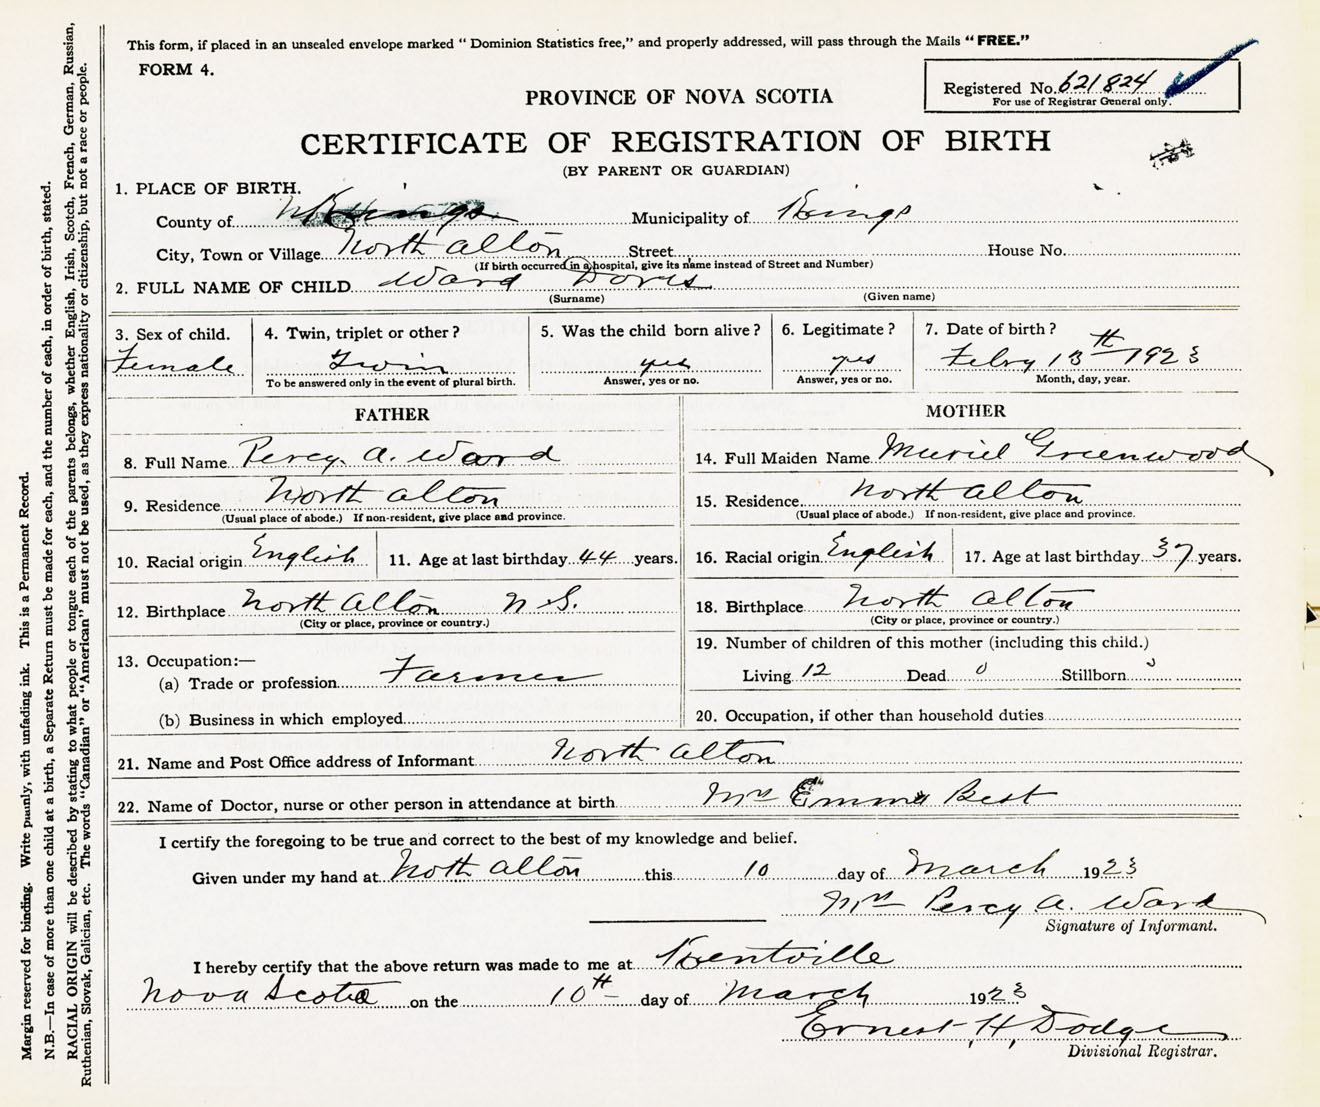 This form, if placed in an unsealed envelope marked "Dominion Statistics free," and properly addressed, will pass through the Mails "FREE."
FORM 4.
Registered No. 621824
For use of Registrar General only.
PROVINCE OF NOVA SCOTIA
CERTIFICATE OF REGISTRATION OF BIRTH
(BY PARENT OR GUARDIAN)
1. PLACE OF BIRTH.
County of Kings Municipality of Kings
City, Town or Village North Alton Street House No.
(If birth occurred in a hospital, give its name instead of Street and Number)
2. FULL NAME OF CHILD Ward Doris
(Surname) (Given name)
3. Sex of child. 4. Twin, triplet or other? 5. Was the child born alive? 6. Legitimate? 7. Date of birth?
Female Twin yes yes Febry 13th 1923
To be answered only in the event of plural birth. Answer, yes or no. Answer, yes or no. Month, day, year.
FATHER
8. Full Name Percy A. Ward
9. Residence North Alton
(Usual place of abode.) If non-resident, give place and province.
10. Racial origin English 11. Age at last birthday 44 years.
12. Birthplace North Alton N.S.
(City or place, province or country.)
13. Occupation:—
(a) Trade or profession Farmer
(b) Business in which employed
MOTHER
14. Full Maiden Name Muriel Greenwood
15. Residence North Alton
(Usual place of abode.) If non-resident, give place and province.
16. Racial origin English 17. Age at last birthday 37 years.
18. Birthplace North Alton
(City or place, province or country.)
19. Number of children of this mother (including this child.)
Living 12 Dead 0 Stillborn
20. Occupation, if other than household duties
21. Name and Post Office address of Informant North Alton
22. Name of Doctor, nurse or other person in attendance at birth Mrs Emma Best
I certify the foregoing to be true and correct to the best of my knowledge and belief.
Given under my hand at Noth Alton this 10 day of March 1923
Mrs Percy A. Ward
Signature of Informant.
I hereby certify that the above return was made to me at Kentville
Nova Scotia on the 10th day of March 1923
Ernest H. Dodge
Divisional Registrar.
Margin reserved for binding. Write plainly, with unfading ink. This is a Permanent Record.
N.B.—In case of more than one child at a birth, a Separate Return must be made for each, and the number of each, in order of birth, stated.
RACIAL ORIGIN will be described by stating to what people or tongue each of the parents belongs, whether English, Irish, Scotch, French, German, Russian,
Ruthenian, Slovak, Galician, etc. The words "Canadian" or "American" must not be used, as they express nationality or citizenship, but not a race or people.